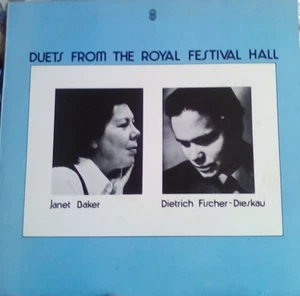 DUETS FROM THE ROYAL FESTIVAL HALL
Janet Baker
Dietrich Fischer-Dieskau